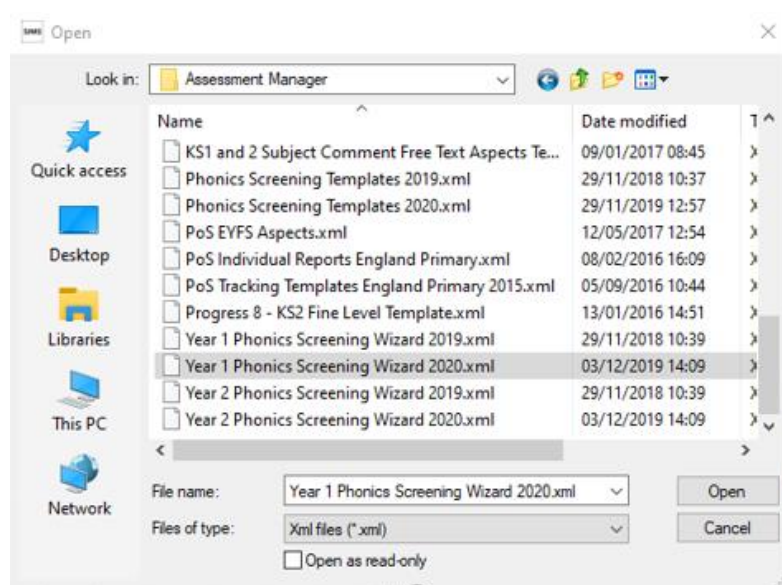 SIMS Open
Look in: Assessment Manager
Name Date modified T
KS1 and 2 Subject Comment Free Text Aspects Te... 09/01/2017 08:45
Phonics Screening Templates 2019.xml 29/11/2018 10:37
Phonics Screening Templates 2020.xml 29/11/2019 12:57
PoS EYFS Aspects.xml 12/05/2017 12:54
PoS Individual Reports England Primary.xml 08/02/2016 16:09
PoS Tracking Templates England Primary 2015.xml 05/09/2016 10:44
Progress 8 - KS2 Fine Level Template.xml 13/01/2016 14:51
Year 1 Phonics Screening Wizard 2019.xml 29/11/2018 10:39
Year 1 Phonics Screening Wizard 2020.xml 03/12/2019 14:09
Year 2 Phonics Screening Wizard 2019.xml 29/11/2018 10:39
Year 2 Phonics Screening Wizard 2020.xml 03/12/2019 14:09
Quick access
Desktop
Libraries
This PC
Network
File name: Year 1 Phonics Screening Wizard 2020.xml Open
Files of type: Xml files (*.xml) Cancel
Open as read-only